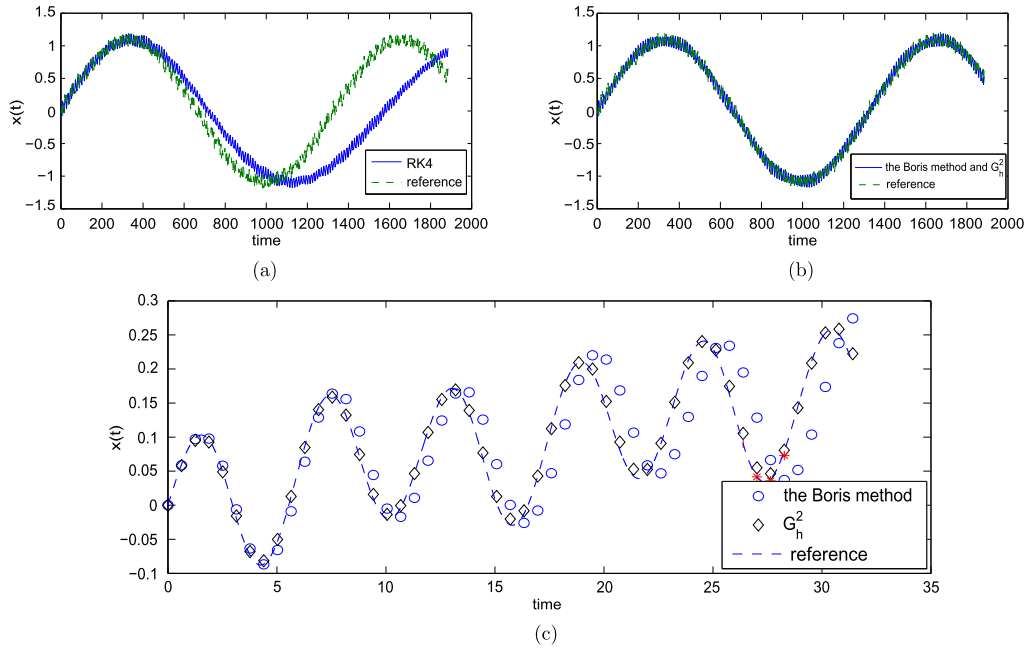 1.5
1
0.5
0
−0.5
−1
−1.5
x(t)
0 200 400 600 800 1000 1200 1400 1600 1800 2000
time
RK4
reference
(a)
1.5
1
0.5
0
−0.5
−1
−1.5
x(t)
0 200 400 600 800 1000 1200 1400 1600 1800 2000
time
the Boris method and G_h^2
reference
(b)
0.3
0.25
0.2
0.15
0.1
0.05
0
−0.05
−0.1
x(t)
0 5 10 15 20 25 30 35
time
the Boris method
G_h^2
reference
(c)